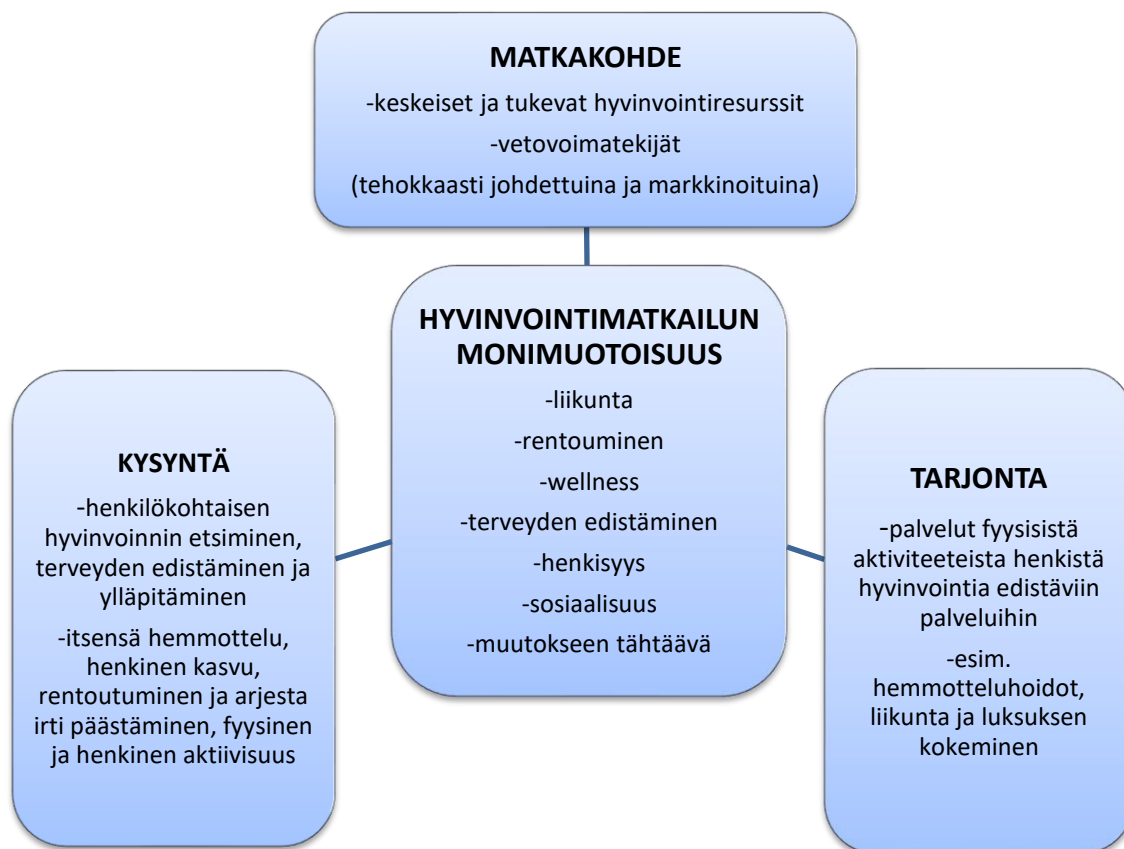 MATKAKOHDE
-keskeiset ja tukevat hyvinvointiresurssit
-vetovoimatekijät
(tehokkaasti johdettuina ja markkinoituina)
HYVINVOINTIMATKAILUN
MONIMUOTOISUUS
-liikunta
-rentouminen
-wellness
-terveyden edistäminen
-henkisyys
-sosiaalisuus
-muutokseen tähtäävä
KYSYNTÄ
-henkilökohtaisen
hyvinvoinnin etsiminen,
terveyden edistäminen ja
ylläpitäminen
-itsensä hemmottelu,
henkinen kasvu,
rentoutuminen ja arjesta
irti päästäminen, fyysinen
ja henkinen aktiivisuus
TARJONTA
-palvelut fyysisistä
aktiviteeteista henkistä
hyvinvointia edistäviin
palveluihin
-esim.
hemmotteluhoidot,
liikunta ja luksuksen
kokeminen